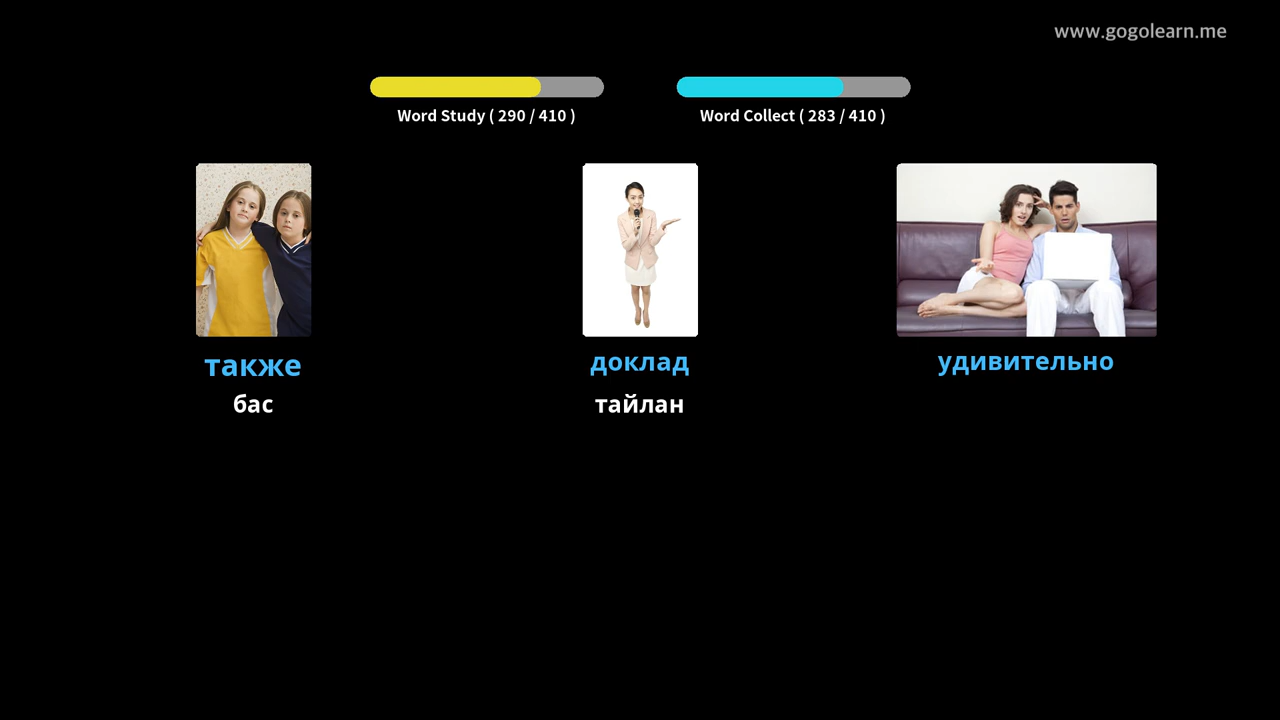 www.gogolearn.me
Word Study ( 290 / 410 )
Word Collect ( 283 / 410 )
также
доклад
удивительно
бас
тайлан